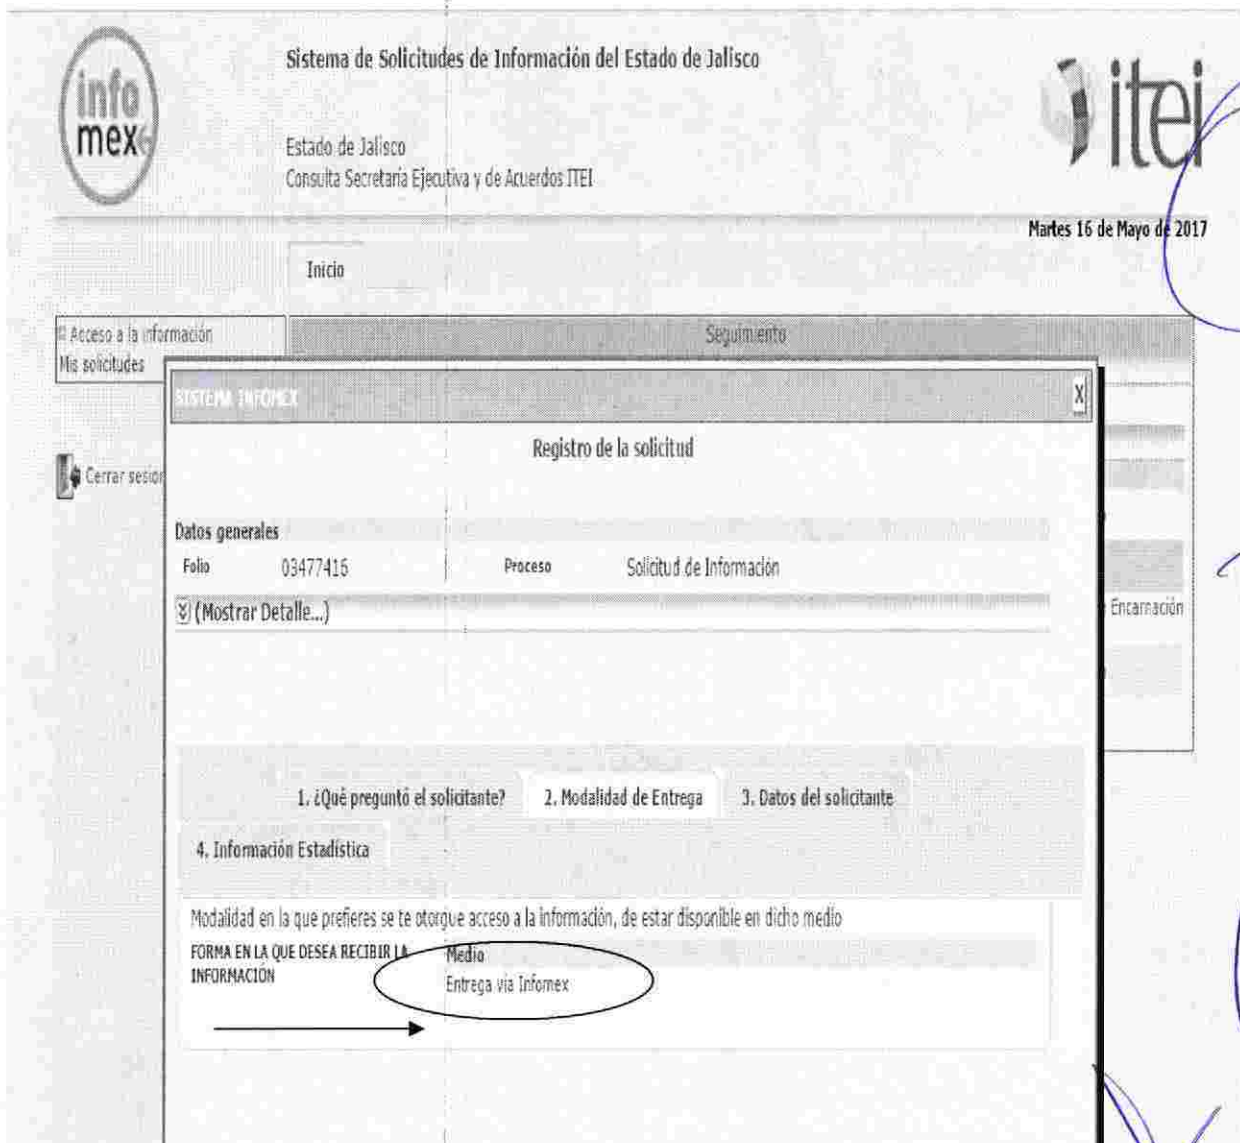 info
mex
Sistema de Solicitudes de Información del Estado de Jalisco
itei
Estado de Jalisco
Consulta Secretaria Ejecutiva y de Acuerdos ITEI
Martes 16 de Mayo de 2017
Inicio
Acceso a la información
Mis solicitudes
Seguimiento
SISTEMA INFOMEX
X
Registro de la solicitud
Cerrar sesion
Datos generales
Folio 03477416 Proceso Solicitud de Información
(Mostrar Detalle...)
Encarnación
1. ¿Qué preguntó el solicitante? 2. Modalidad de Entrega 3. Datos del solicitante
4. Información Estadística
Modalidad en la que prefieres se te otorgue acceso a la información, de estar disponible en dicho medio
FORMA EN LA QUE DESEA RECIBIR LA
INFORMACIÓN
Medio
Entrega via Infomex